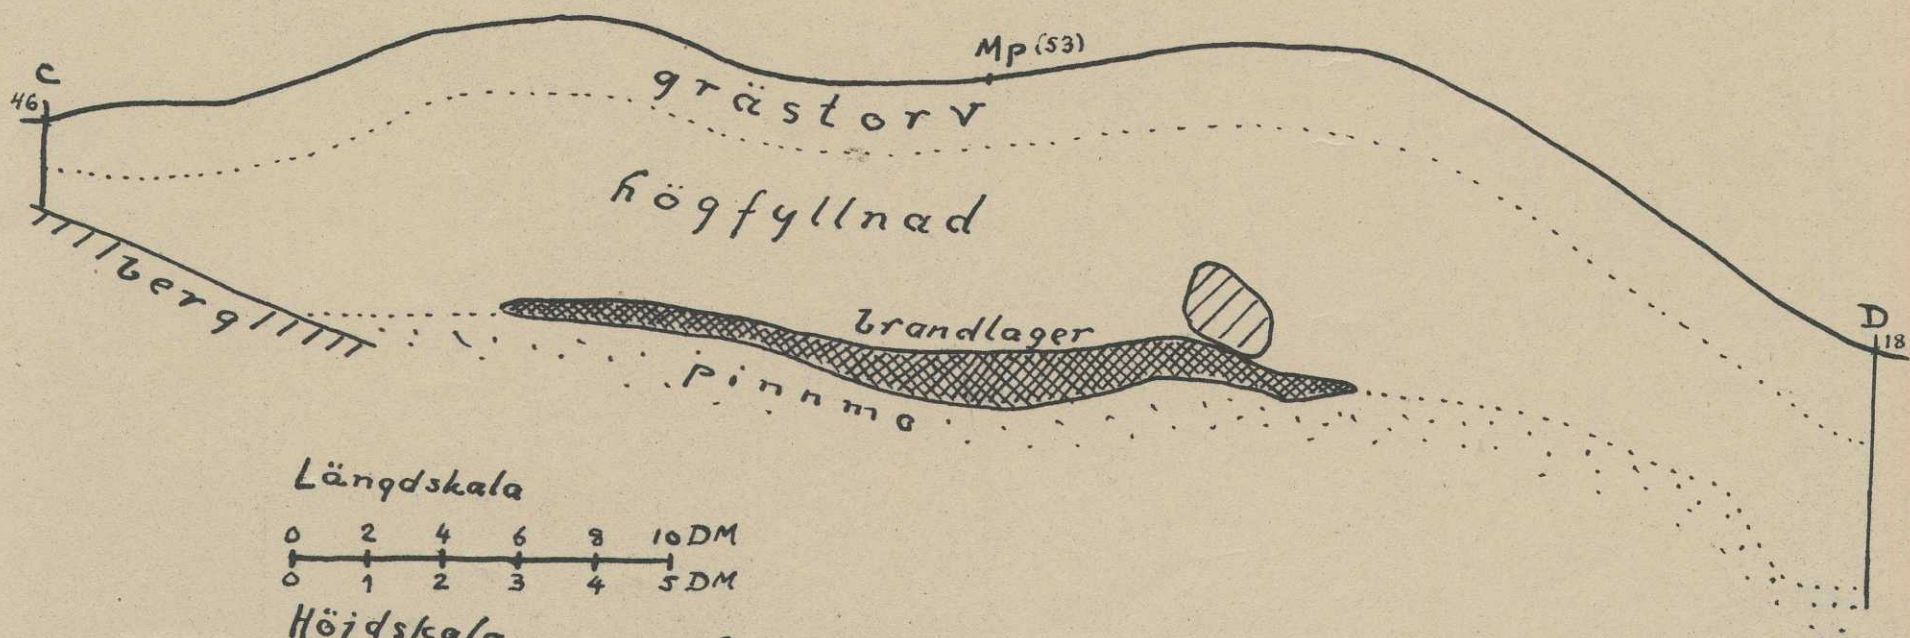 C
46
Mp (53)
grästorv
högfyllnad
berg
brandlager
pinnmo
D
18
Längdskala
0 2 4 6 8 10 DM
0 1 2 3 4 5 DM
Höjdskala